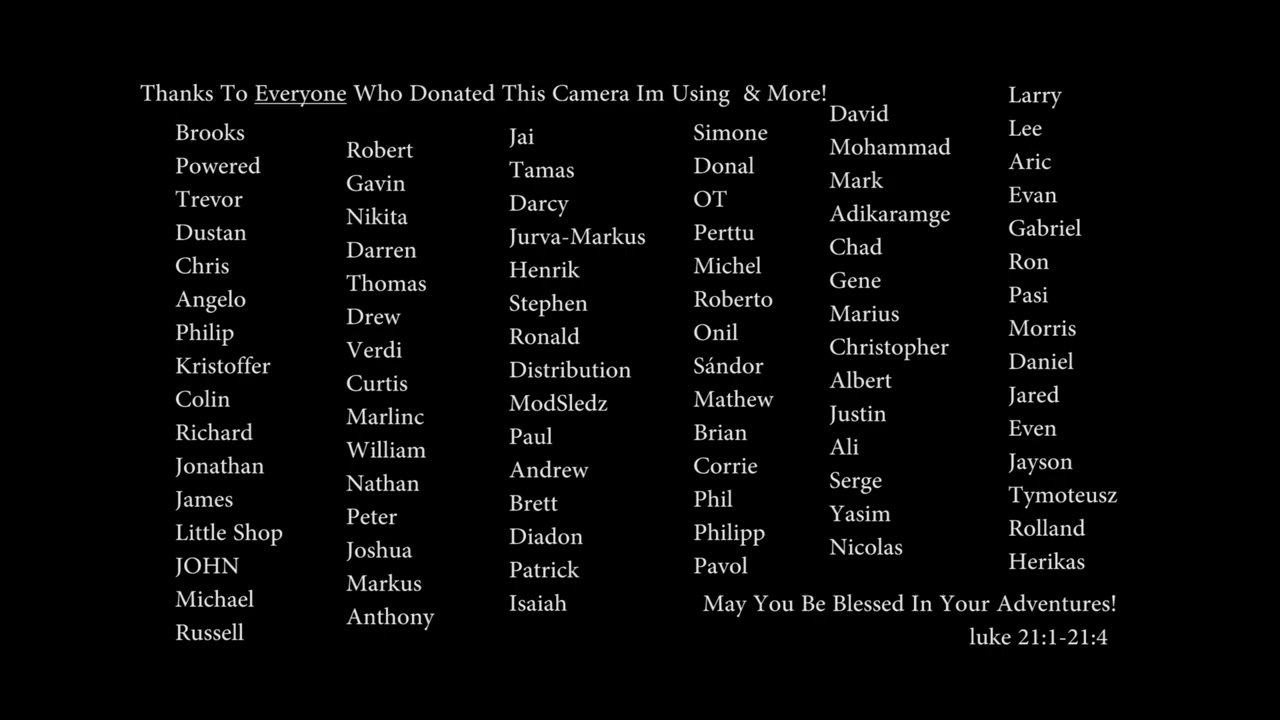 Thanks To Everyone Who Donated This Camera Im Using & More!
Brooks
Powered
Trevor
Dustan
Chris
Angelo
Philip
Kristoffer
Colin
Richard
Jonathan
James
Little Shop
JOHN
Michael
Russell
Robert
Gavin
Nikita
Darren
Thomas
Drew
Verdi
Curtis
Marlinc
William
Nathan
Peter
Joshua
Markus
Anthony
Jai
Tamas
Darcy
Jurva-Markus
Henrik
Stephen
Ronald
Distribution
ModSledz
Paul
Andrew
Brett
Diadon
Patrick
Isaiah
Simone
Donal
OT
Perttu
Michel
Roberto
Onil
Sándor
Mathew
Brian
Corrie
Phil
Philipp
Pavol
David
Mohammad
Mark
Adikaramge
Chad
Gene
Marius
Christopher
Albert
Justin
Ali
Serge
Yasim
Nicolas
Larry
Lee
Aric
Evan
Gabriel
Ron
Pasi
Morris
Daniel
Jared
Even
Jayson
Tymoteusz
Rolland
Herikas
May You Be Blessed In Your Adventures!
luke 21:1-21:4